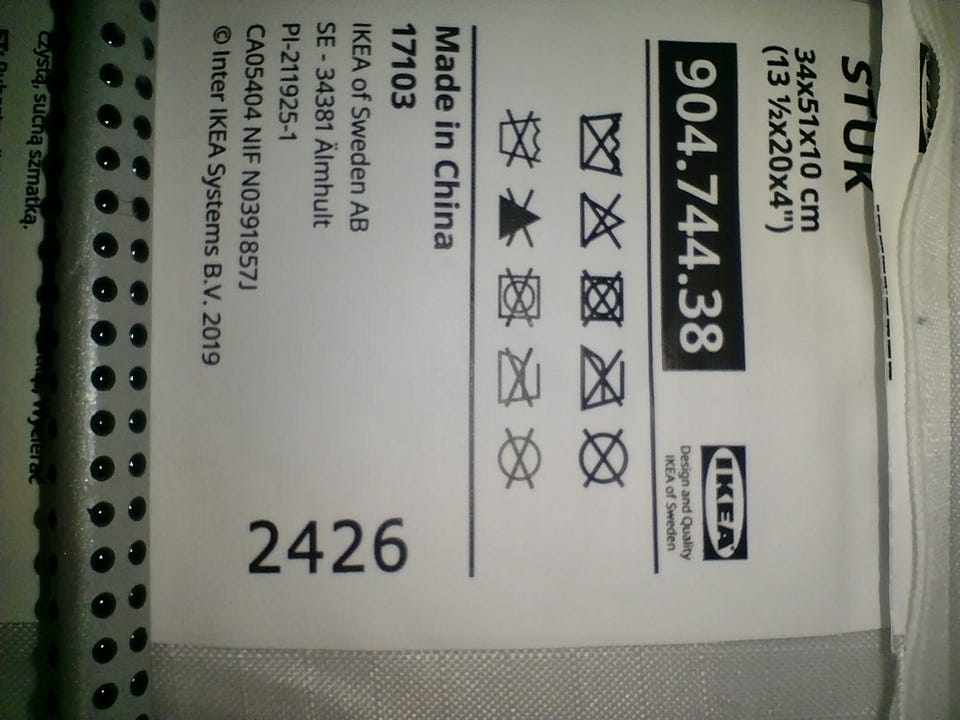 STUK
34x51x10 cm
(13 ½x20x4")
904.744.38
IKEA
Design and Quality
IKEA of Sweden
Made in China
17103
IKEA of Sweden AB
SE - 34381 Älmhult
PI-211925-1
CA05404 NIF N0391857J
© Inter IKEA Systems B.V. 2019
2426
czystą, suchą szmatką.
wycierać